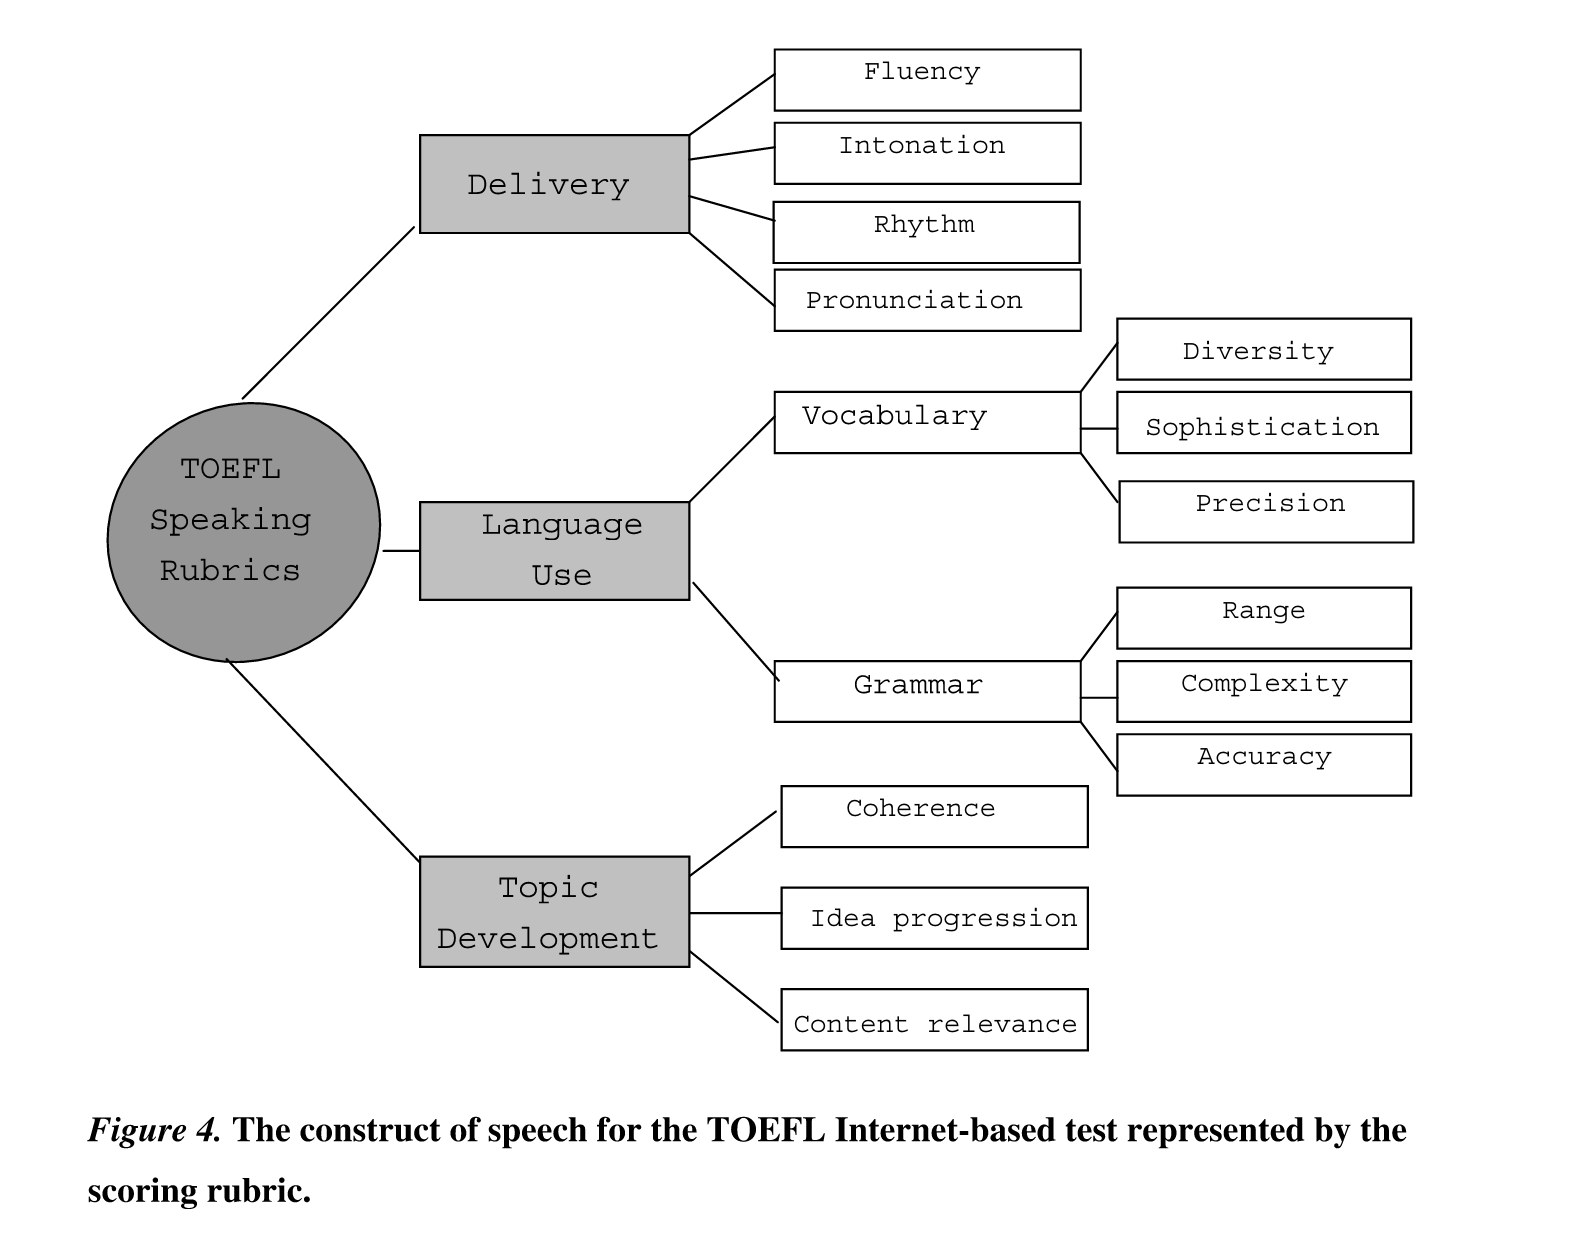 Fluency
Intonation
Delivery
Rhythm
Pronunciation
Diversity
Vocabulary
Sophistication
TOEFL
Speaking
Rubrics
Precision
Language
Use
Range
Grammar
Complexity
Accuracy
Coherence
Topic
Development
Idea progression
Content relevance
Figure 4. The construct of speech for the TOEFL Internet-based test represented by the
scoring rubric.